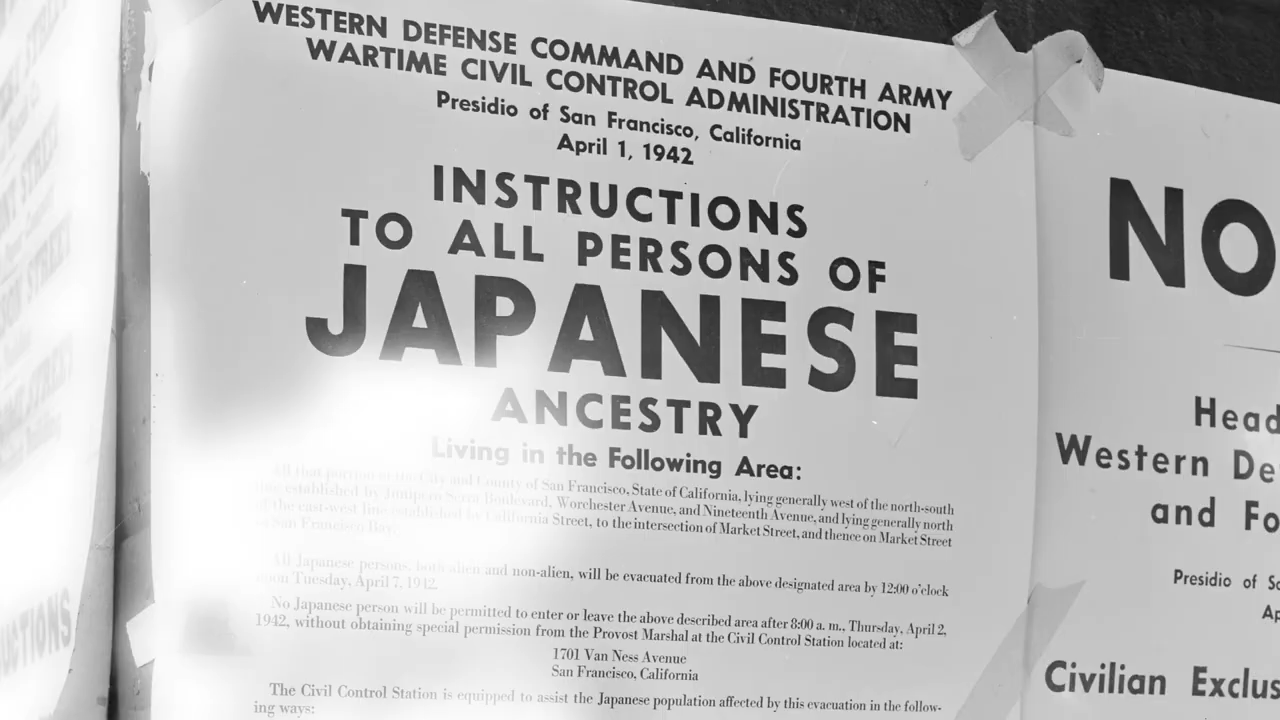 WESTERN DEFENSE COMMAND AND FOURTH ARMY
WARTIME CIVIL CONTROL ADMINISTRATION
Presidio of San Francisco, California
April 1, 1942
INSTRUCTIONS
TO ALL PERSONS OF
JAPANESE
ANCESTRY
Living in the Following Area:
All that portion of the City and County of San Francisco, State of California, lying generally west of the north-south
line established by Junipero Serra Boulevard, Worchester Avenue, and Nineteenth Avenue, and lying generally north
of the east-west line established by California Street, to the intersection of Market Street, and thence on Market Street
to San Francisco Bay.
All Japanese persons, both alien and non-alien, will be evacuated from the above designated area by 12:00 o'clock
noon Tuesday, April 7, 1942.
No Japanese person will be permitted to enter or leave the above described area after 8:00 a. m., Thursday, April 2,
1942, without obtaining special permission from the Provost Marshal at the Civil Control Station located at:
1701 Van Ness Avenue
San Francisco, California
The Civil Control Station is equipped to assist the Japanese population affected by this evacuation in the follow-
ing ways:
NO
Head
Western De
and Fo
Presidio of Sa
Ap
Civilian Exclus
UCTIONS